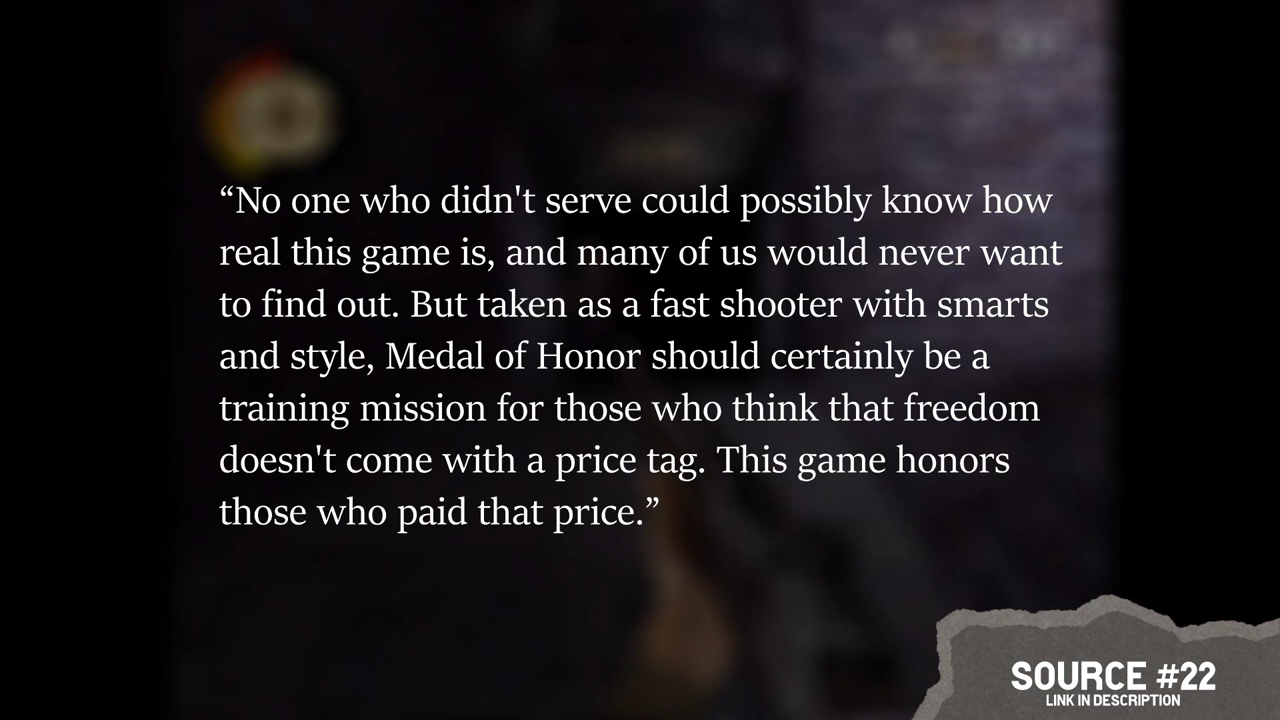 “No one who didn't serve could possibly know how
real this game is, and many of us would never want
to find out. But taken as a fast shooter with smarts
and style, Medal of Honor should certainly be a
training mission for those who think that freedom
doesn't come with a price tag. This game honors
those who paid that price.”
SOURCE #22
LINK IN DESCRIPTION